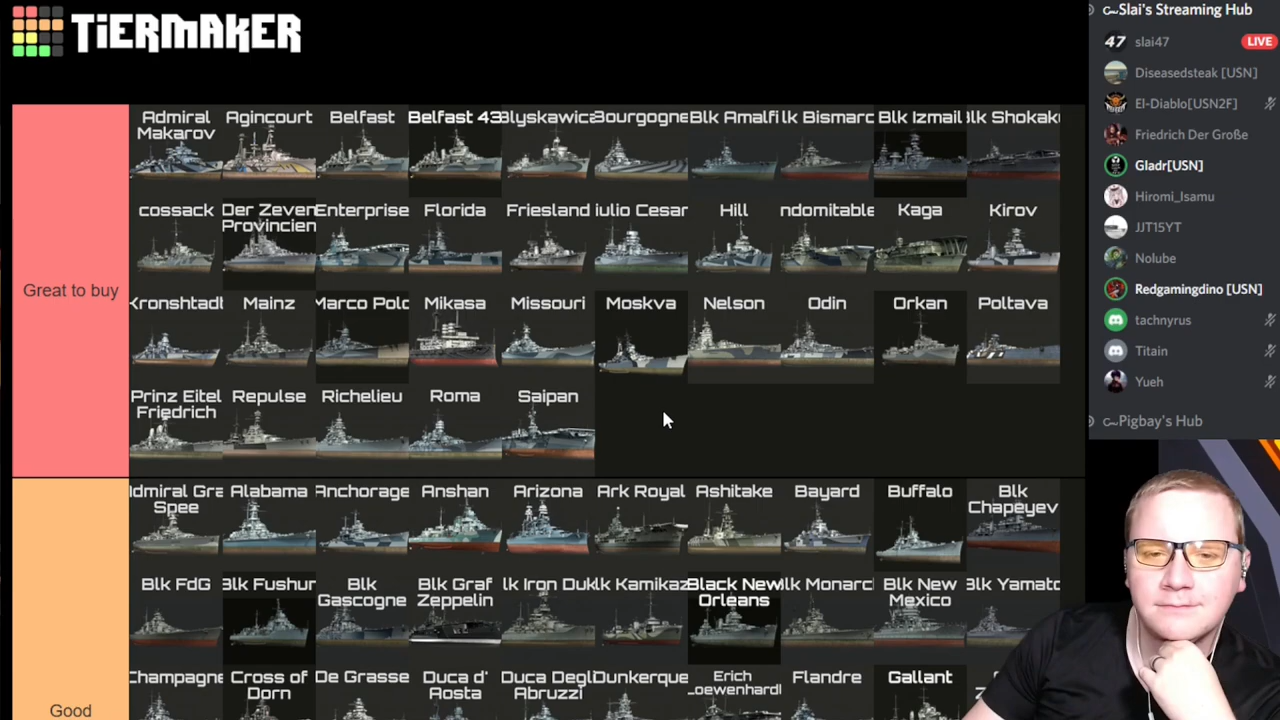 TiERMAKER
Great to buy
Admiral Makarov
Agincourt
Belfast
Belfast 43
Blyskawica
Bourgogne
Blk Amalfi
lk Bismarc
Blk Izmail
lk Shokak
cossack
Der Zeven Provincien
Enterprise
Florida
Friesland
iulio Cesar
Hill
ndomitable
Kaga
Kirov
Kronshtadt
Mainz
Marco Polo
Mikasa
Missouri
Moskva
Nelson
Odin
Orkan
Poltava
Prinz Eitel Friedrich
Repulse
Richelieu
Roma
Saipan
Good
dmiral Gra Spee
Alabama
Anchorage
Anshan
Arizona
Ark Royal
Ashitake
Bayard
Buffalo
Blk Chapeyev
Blk FdG
Blk Fushun
Blk Gascogne
Blk Graf Zeppelin
lk Iron Duk
lk Kamikaz
Black New Orleans
lk Monarc
Blk New Mexico
Blk Yamato
Champagne
Cross of Dorn
De Grasse
Duca d' Aosta
Duca Degl Abruzzi
Dunkerque
Erich Loewenhardt
Flandre
Gallant
Slai's Streaming Hub
47 slai47 LIVE
Diseasedsteak [USN]
El-Diablo[USN2F]
Friedrich Der Große
Gladr[USN]
Hiromi_Isamu
JJT15YT
Nolube
Redgamingdino [USN]
tachnyrus
Titain
Yueh
Pigbay's Hub